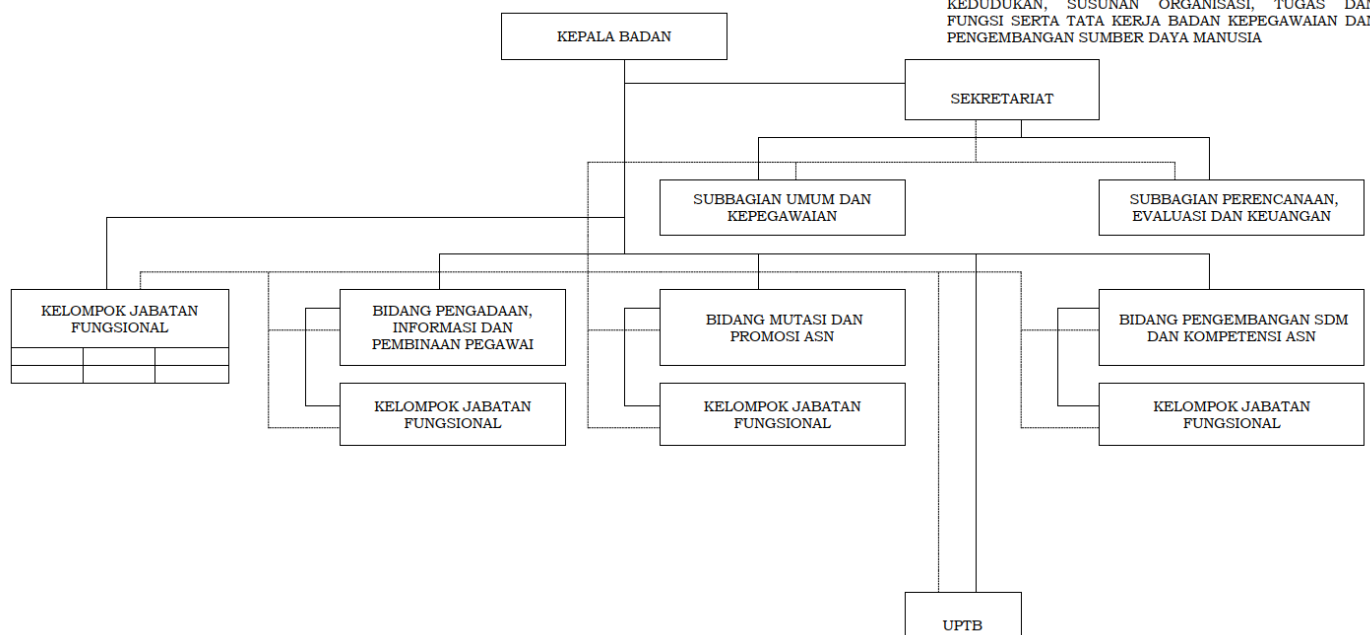 KEDUDUKAN, SUSUNAN ORGANISASI, TUGAS DAN
FUNGSI SERTA TATA KERJA BADAN KEPEGAWAIAN DAN
PENGEMBANGAN SUMBER DAYA MANUSIA
KEPALA BADAN
SEKRETARIAT
SUBBAGIAN UMUM DAN
KEPEGAWAIAN
SUBBAGIAN PERENCANAAN,
EVALUASI DAN KEUANGAN
KELOMPOK JABATAN
FUNGSIONAL
BIDANG PENGADAAN,
INFORMASI DAN
PEMBINAAN PEGAWAI
BIDANG MUTASI DAN
PROMOSI ASN
BIDANG PENGEMBANGAN SDM
DAN KOMPETENSI ASN
KELOMPOK JABATAN
FUNGSIONAL
KELOMPOK JABATAN
FUNGSIONAL
KELOMPOK JABATAN
FUNGSIONAL
UPTB